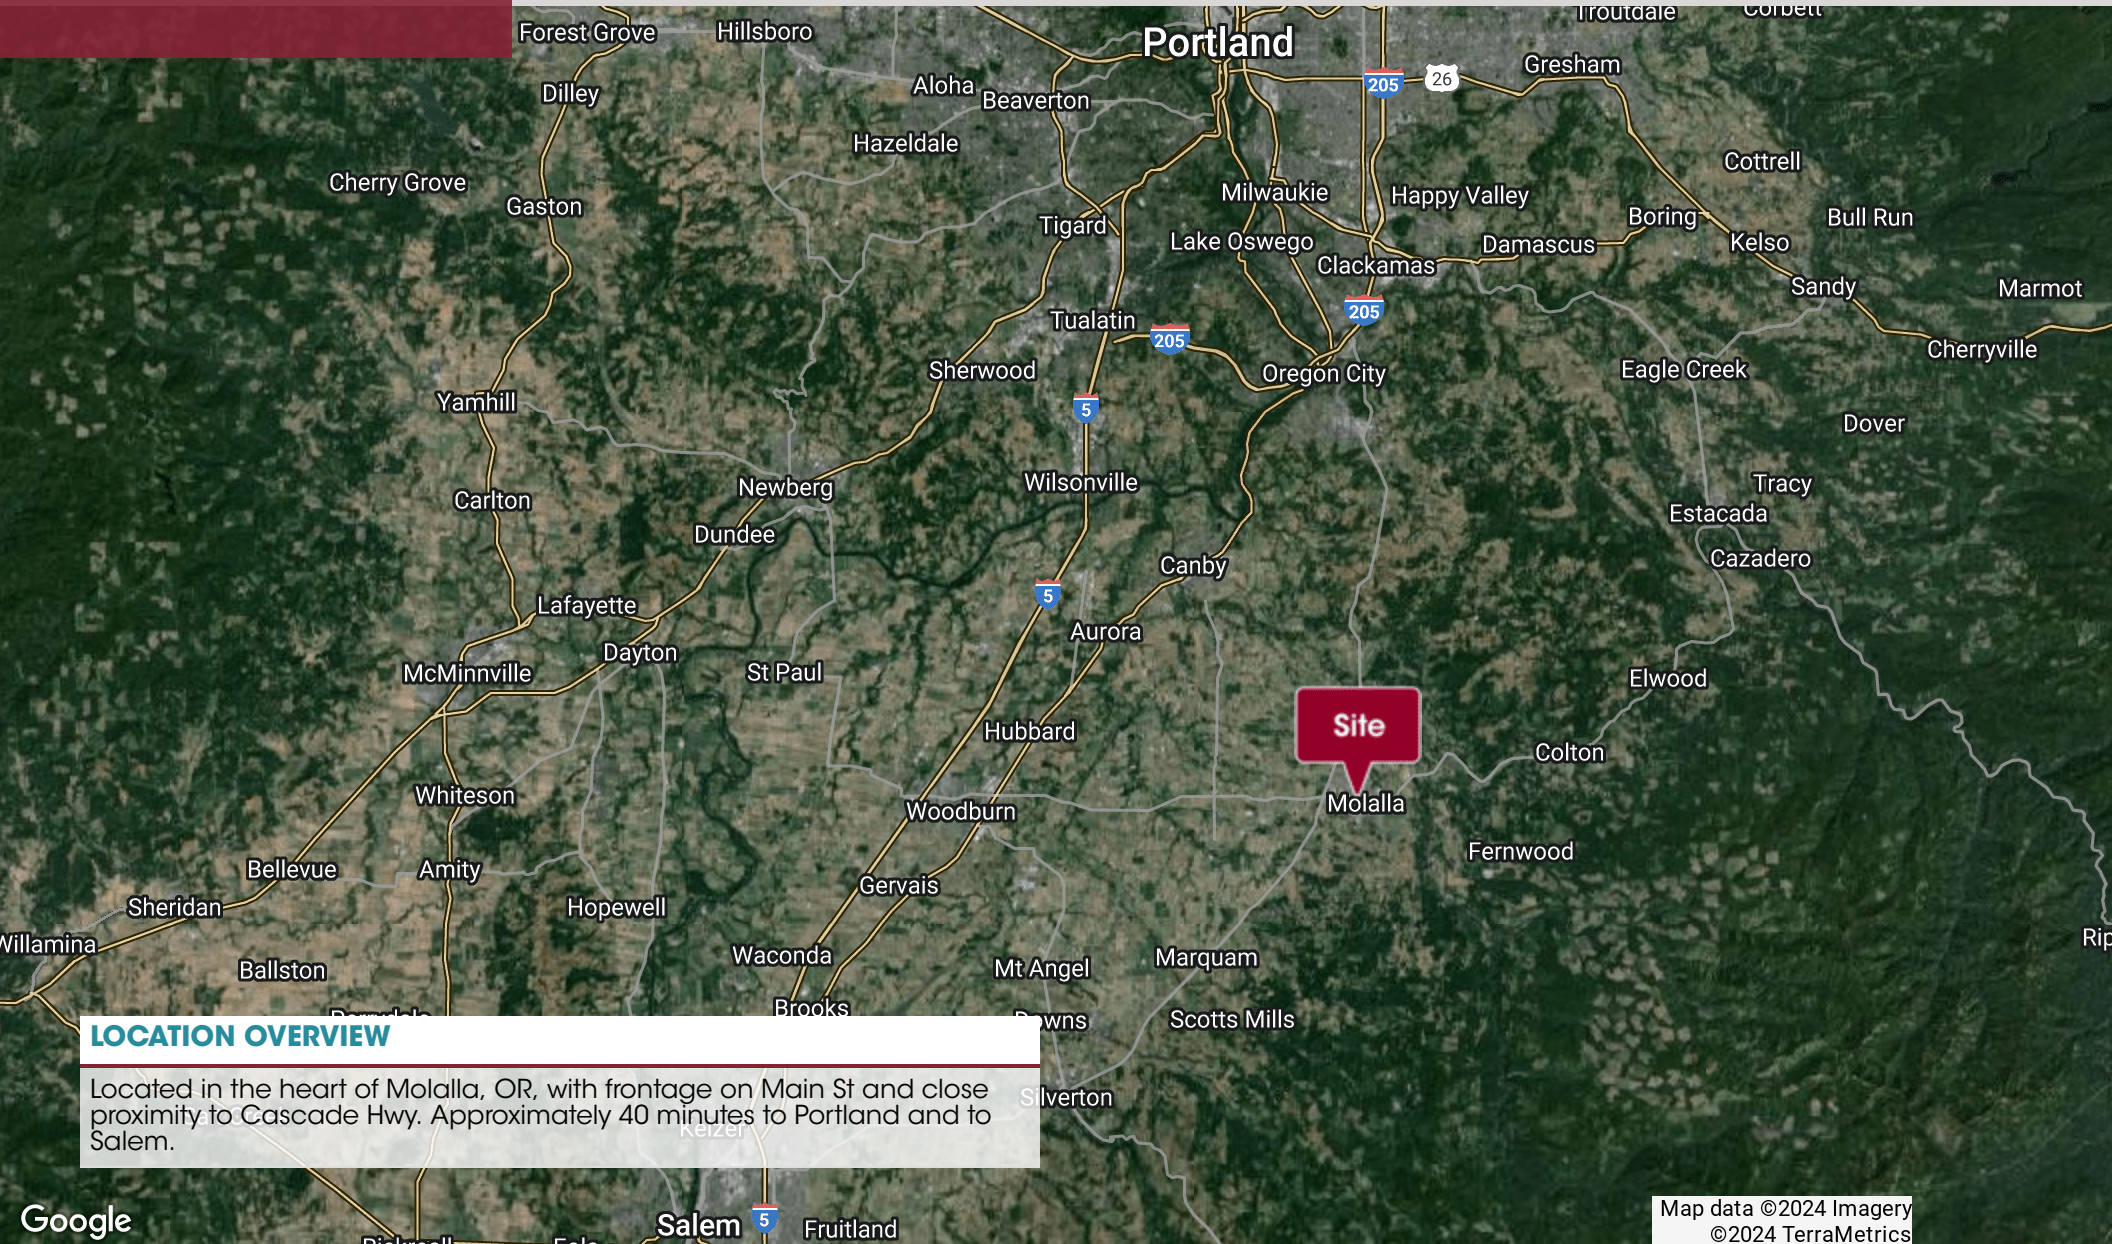 Troutdale
Corbett
Forest Grove
Hillsboro
Portland
Gresham
205
26
Dilley
Aloha
Beaverton
Hazeldale
Cottrell
Cherry Grove
Gaston
Milwaukie
Happy Valley
Tigard
Boring
Bull Run
Lake Oswego
Damascus
Kelso
Clackamas
Sandy
Marmot
205
Tualatin
205
Cherryville
Sherwood
Oregon City
Eagle Creek
Yamhill
5
Dover
Newberg
Wilsonville
Tracy
Carlton
Estacada
Dundee
Cazadero
Canby
5
Lafayette
Aurora
Dayton
McMinnville
St Paul
Elwood
Site
Hubbard
Colton
Whiteson
Woodburn
Molalla
Fernwood
Bellevue
Amity
Gervais
Sheridan
Hopewell
Willamina
Waconda
Marquam
Ballston
Mt Angel
Brooks
Downs
Scotts Mills
LOCATION OVERVIEW
Located in the heart of Molalla, OR, with frontage on Main St and close
proximity to Cascade Hwy. Approximately 40 minutes to Portland and to
Salem.
Silverton
Keizer
Google
Salem
5
Fruitland
Map data ©2024 Imagery
©2024 TerraMetrics